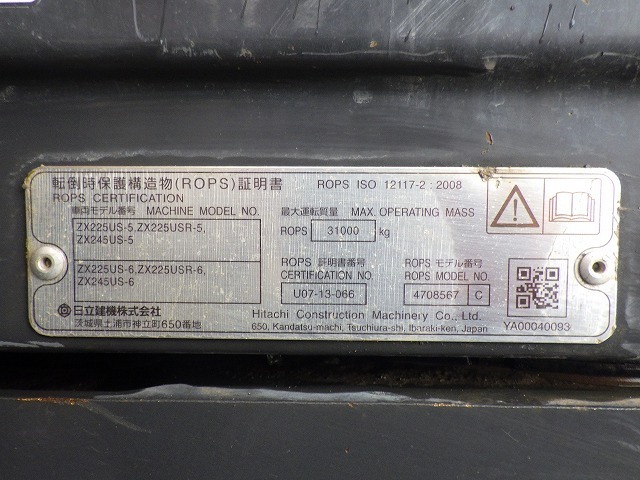 転倒時保護構造物(ROPS)証明書
ROPS CERTIFICATION
ROPS ISO 12117-2 : 2008
車両モデル番号 MACHINE MODEL NO.
ZX225US-5,ZX225USR-5,
ZX245US-5
ZX225US-6,ZX225USR-6,
ZX245US-6
最大運転質量 MAX. OPERATING MASS
ROPS 31000 kg
ROPS 証明書番号
CERTIFICATION NO.
U07-13-066
ROPS モデル番号
ROPS MODEL NO.
4708567 C
日立建機株式会社
茨城県土浦市神立町650番地
Hitachi Construction Machinery Co., Ltd.
650, Kandatsu-machi, Tsuchiura-shi, Ibaraki-ken, Japan
YA00040093